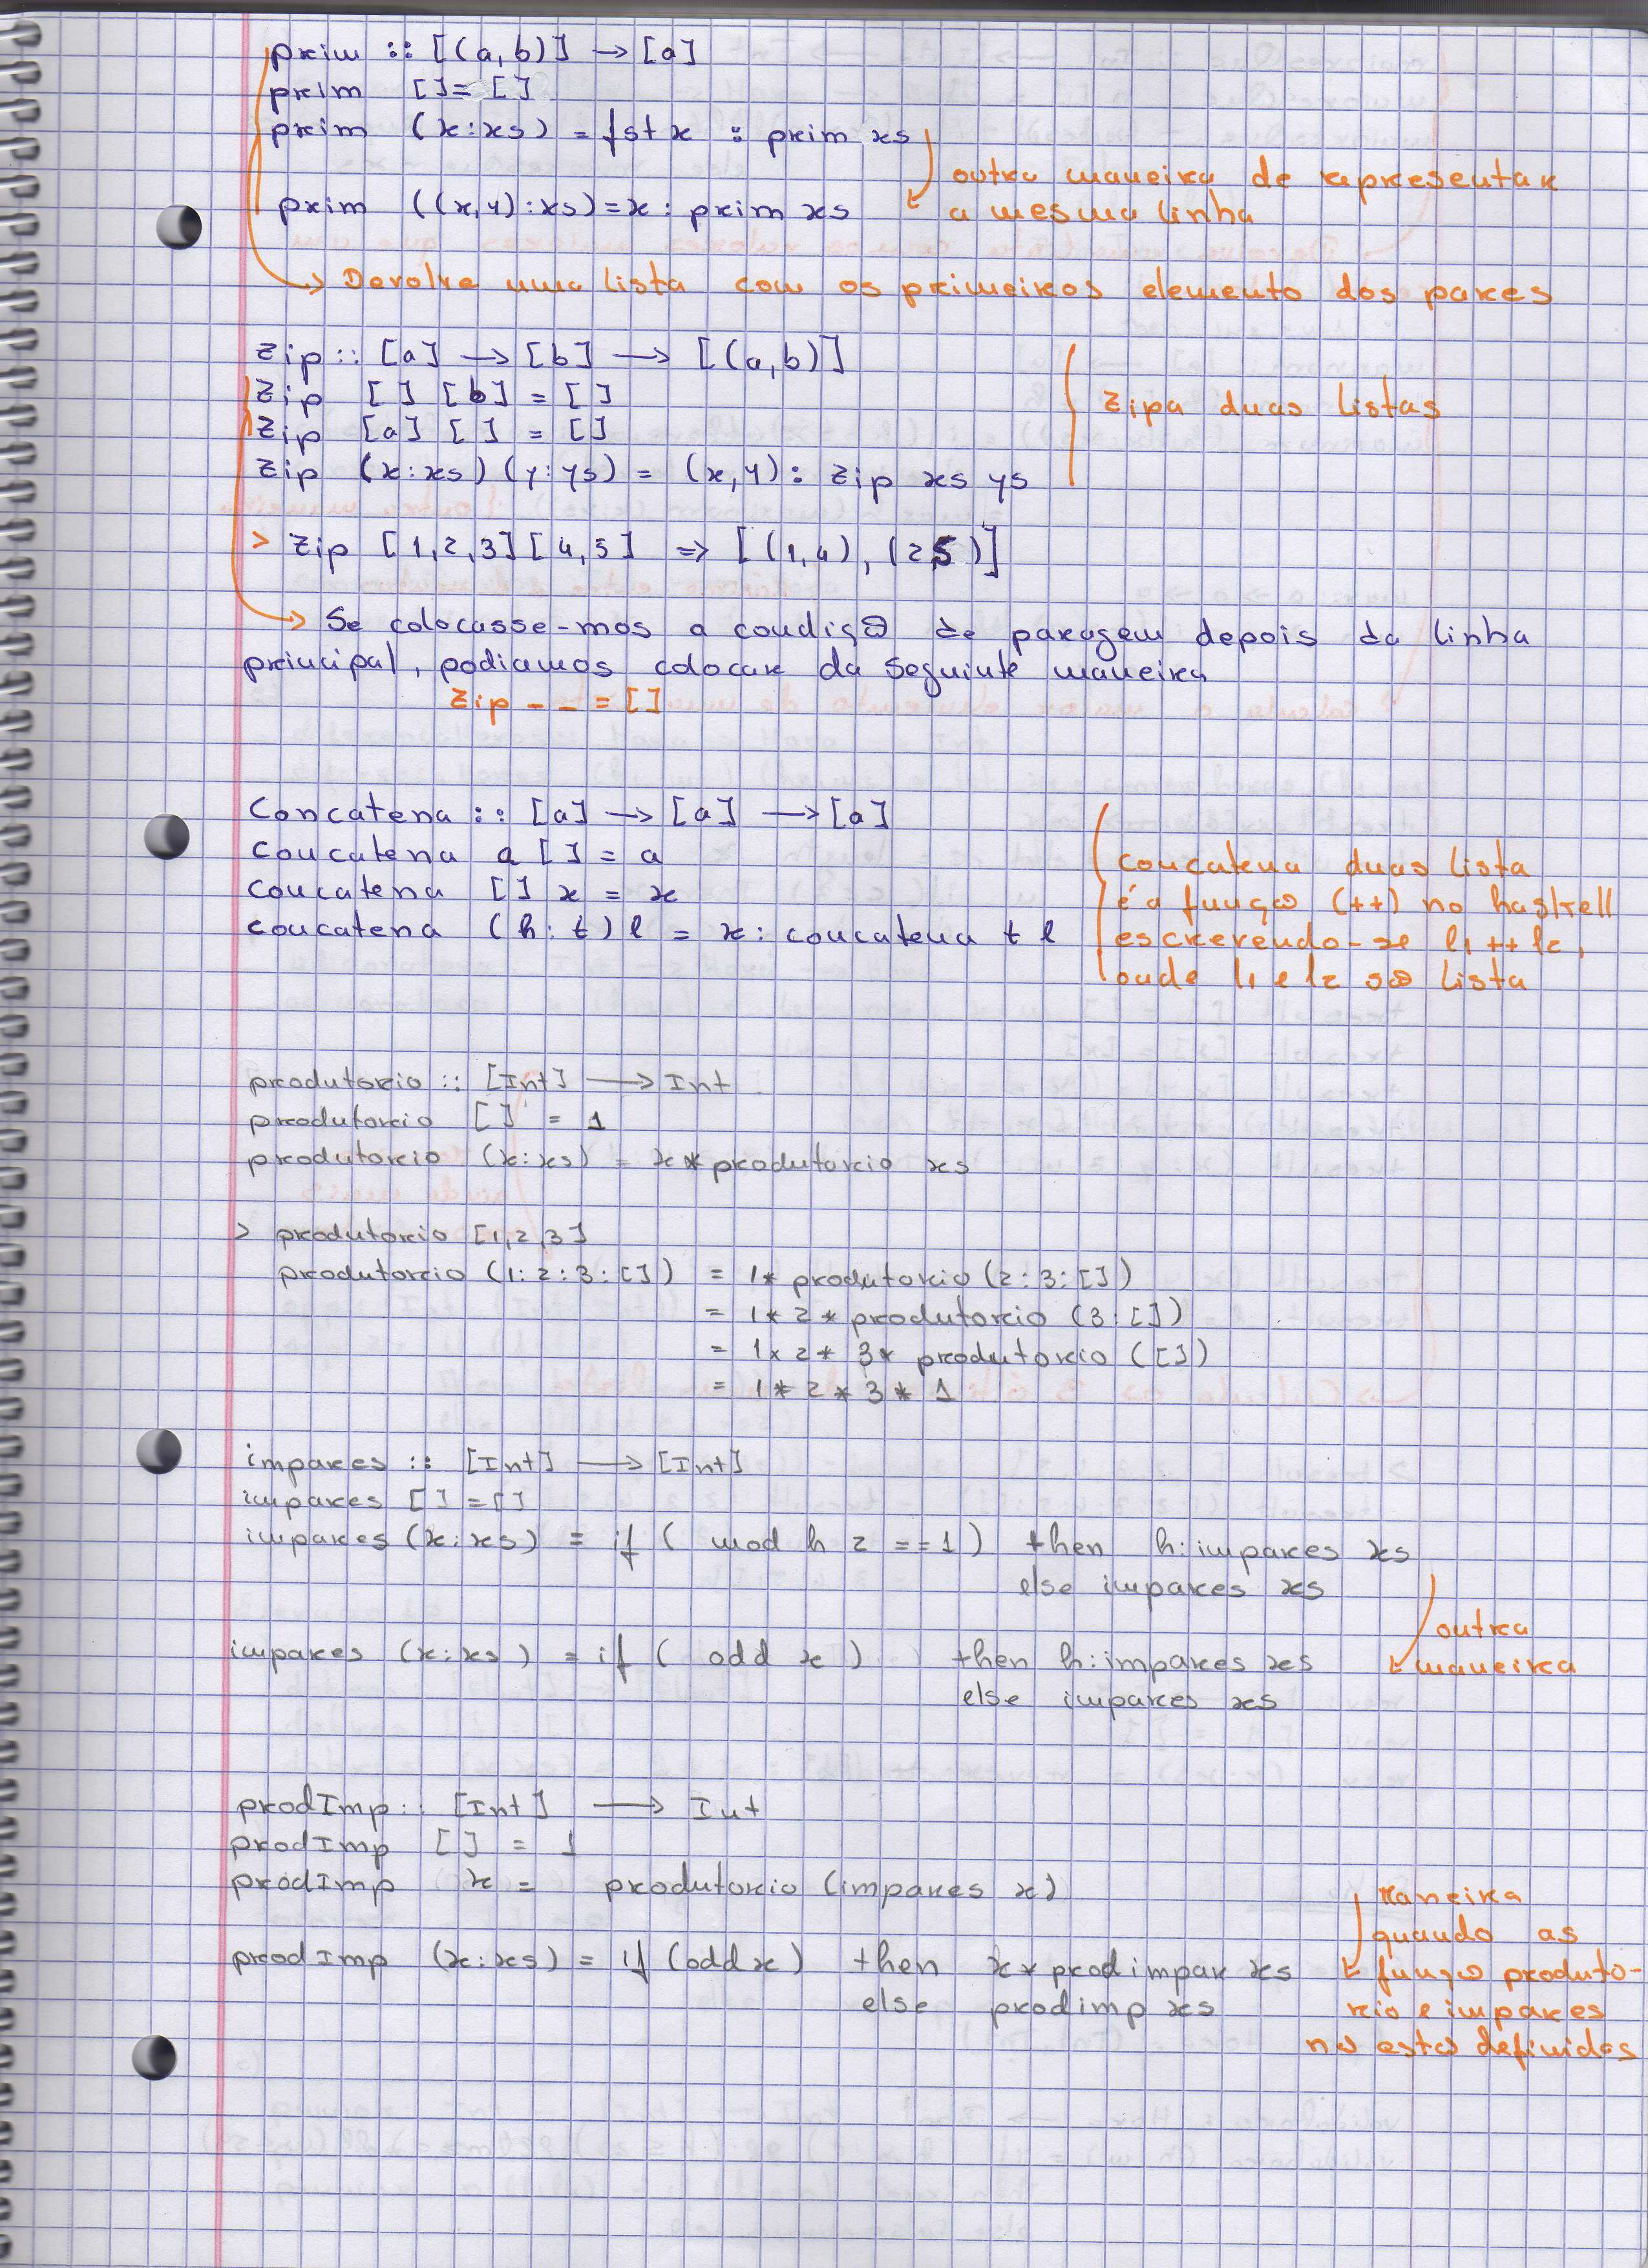 prim :: [(a,b)] → [a]
prim [] = []
prim (x:xs) = fst x : prim xs
outra maneira de apresentar
a mesma linha
prim ((x,y):xs) = x : prim xs
→ Devolve uma lista com os primeiros elemento dos pares
zip :: [a] → [b] → [(a,b)]
zip [] [b] = []
zip [a] [] = []
zip (x:xs) (y:ys) = (x,y) : zip xs ys
zipa duas listas
> zip [1,2,3] [4,5] => [(1,4), (2,5)]
→ Se colocasse-mos a condição de paragem depois da linha
principal, podiamos colocar da seguinte maneira
zip _ _ = []
Concatena :: [a] → [a] → [a]
concatena a [] = a
concatena [] x = x
concatena (h:t) l = x : concatena t l
concatena duas lista
é a função (++) no haskell
escrevendo-se l1 ++ l2,
onde l1 e l2 são lista
produtorio :: [Int] → Int
produtorio [] = 1
produtorio (x:xs) = x * produtorio xs
> produtorio [1,2,3]
produtorio (1:2:3:[]) = 1 * produtorio (2:3:[])
= 1 * 2 * produtorio (3:[])
= 1 * 2 * 3 * produtorio ([])
= 1 * 2 * 3 * 1
impares :: [Int] → [Int]
impares [] = []
impares (x:xs) = if ( mod h 2 == 1 ) then h:impares xs
else impares xs
outra
maneira
impares (x:xs) = if ( odd x ) then h:impares xs
else impares xs
prodImp :: [Int] → Int
prodImp [] = 1
prodImp x = produtorio (impares x)
prodImp (x:xs) = if (odd x) then x * prodimpar xs
else prodimp xs
Maneira
quando as
função produto-
rio e impares
não estão definidas